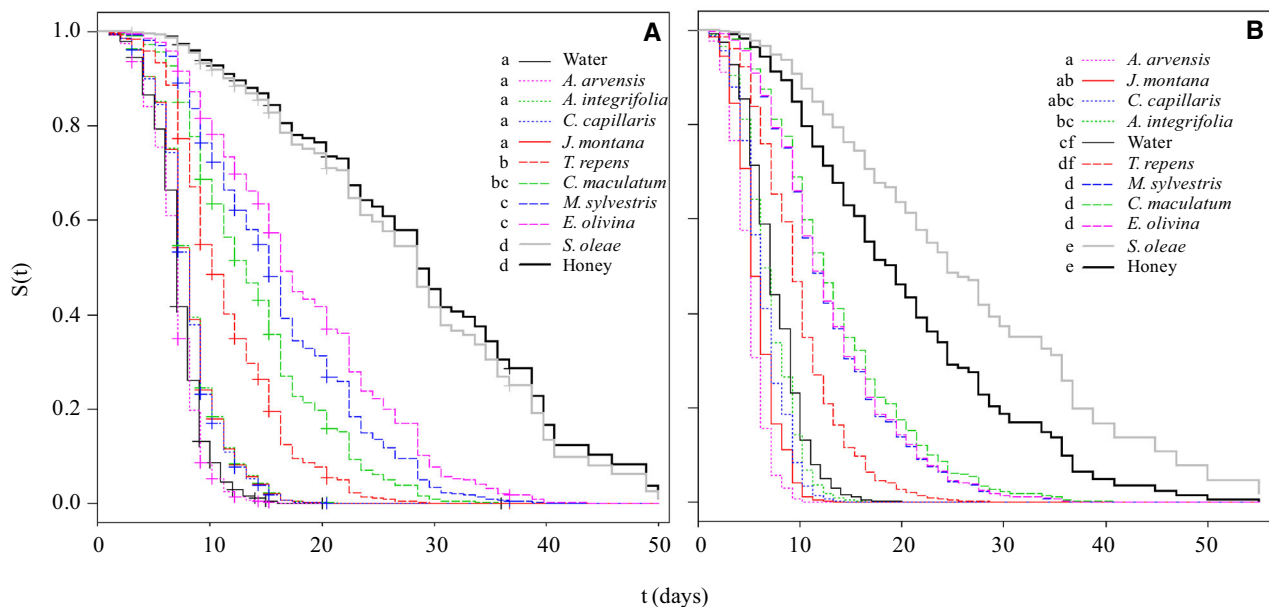 A
B
S(t)
1.0
0.8
0.6
0.4
0.2
0.0
a Water
a A. arvensis
a A. integrifolia
a C. capillaris
a J. montana
b T. repens
bc C. maculatum
c M. sylvestris
c E. olivina
d S. oleae
d Honey
a A. arvensis
ab J. montana
abc C. capillaris
bc A. integrifolia
cf Water
df T. repens
d M. sylvestris
d C. maculatum
d E. olivina
e S. oleae
e Honey
0 10 20 30 40 50
0 10 20 30 40 50
t (days)